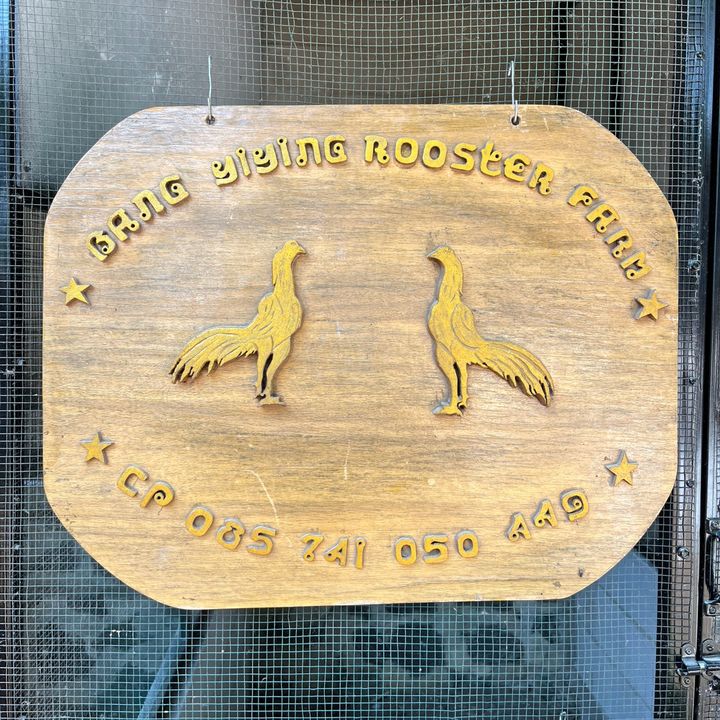 BANG YIYING ROOSTER FARM
CP 085 741 050 449